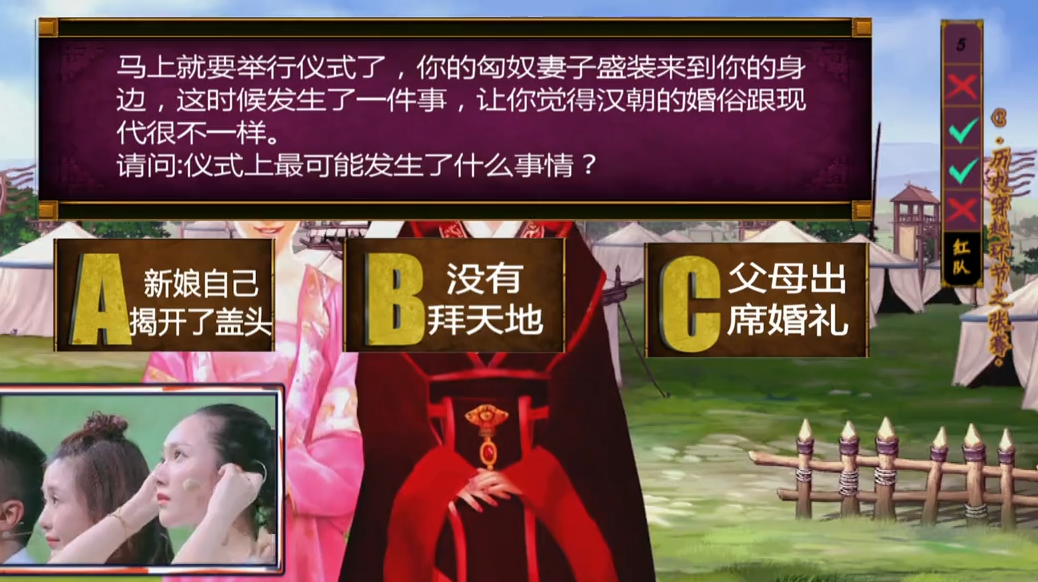 马上就要举行仪式了，你的匈奴妻子盛装来到你的身
边，这时候发生了一件事，让你觉得汉朝的婚俗跟现
代很不一样。
请问:仪式上最可能发生了什么事情？
A
新娘自己
揭开了盖头
B
没有
拜天地
C
父母出
席婚礼
5
红队
历史穿越环节之张骞